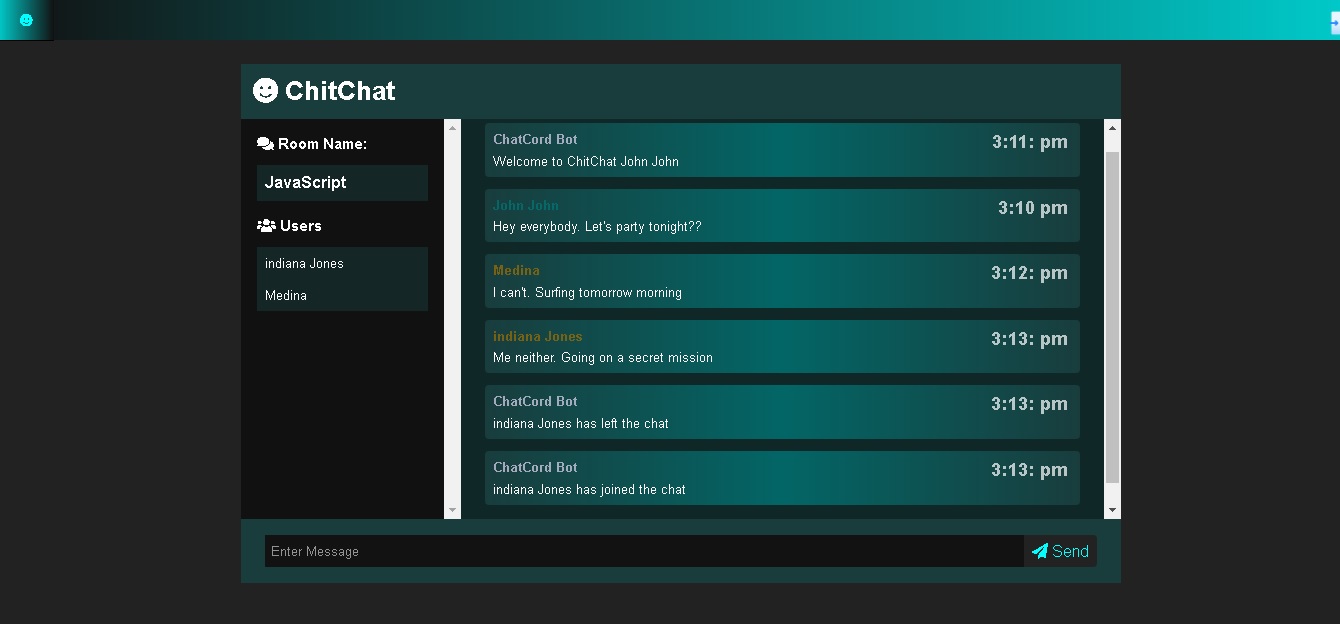 ChitChat
Room Name:
JavaScript
Users
indiana Jones
Medina
ChatCord Bot 3:11: pm
Welcome to ChitChat John John
John John 3:10 pm
Hey everybody. Let's party tonight??
Medina 3:12: pm
I can't. Surfing tomorrow morning
indiana Jones 3:13: pm
Me neither. Going on a secret mission
ChatCord Bot 3:13: pm
indiana Jones has left the chat
ChatCord Bot 3:13: pm
indiana Jones has joined the chat
Enter Message Send